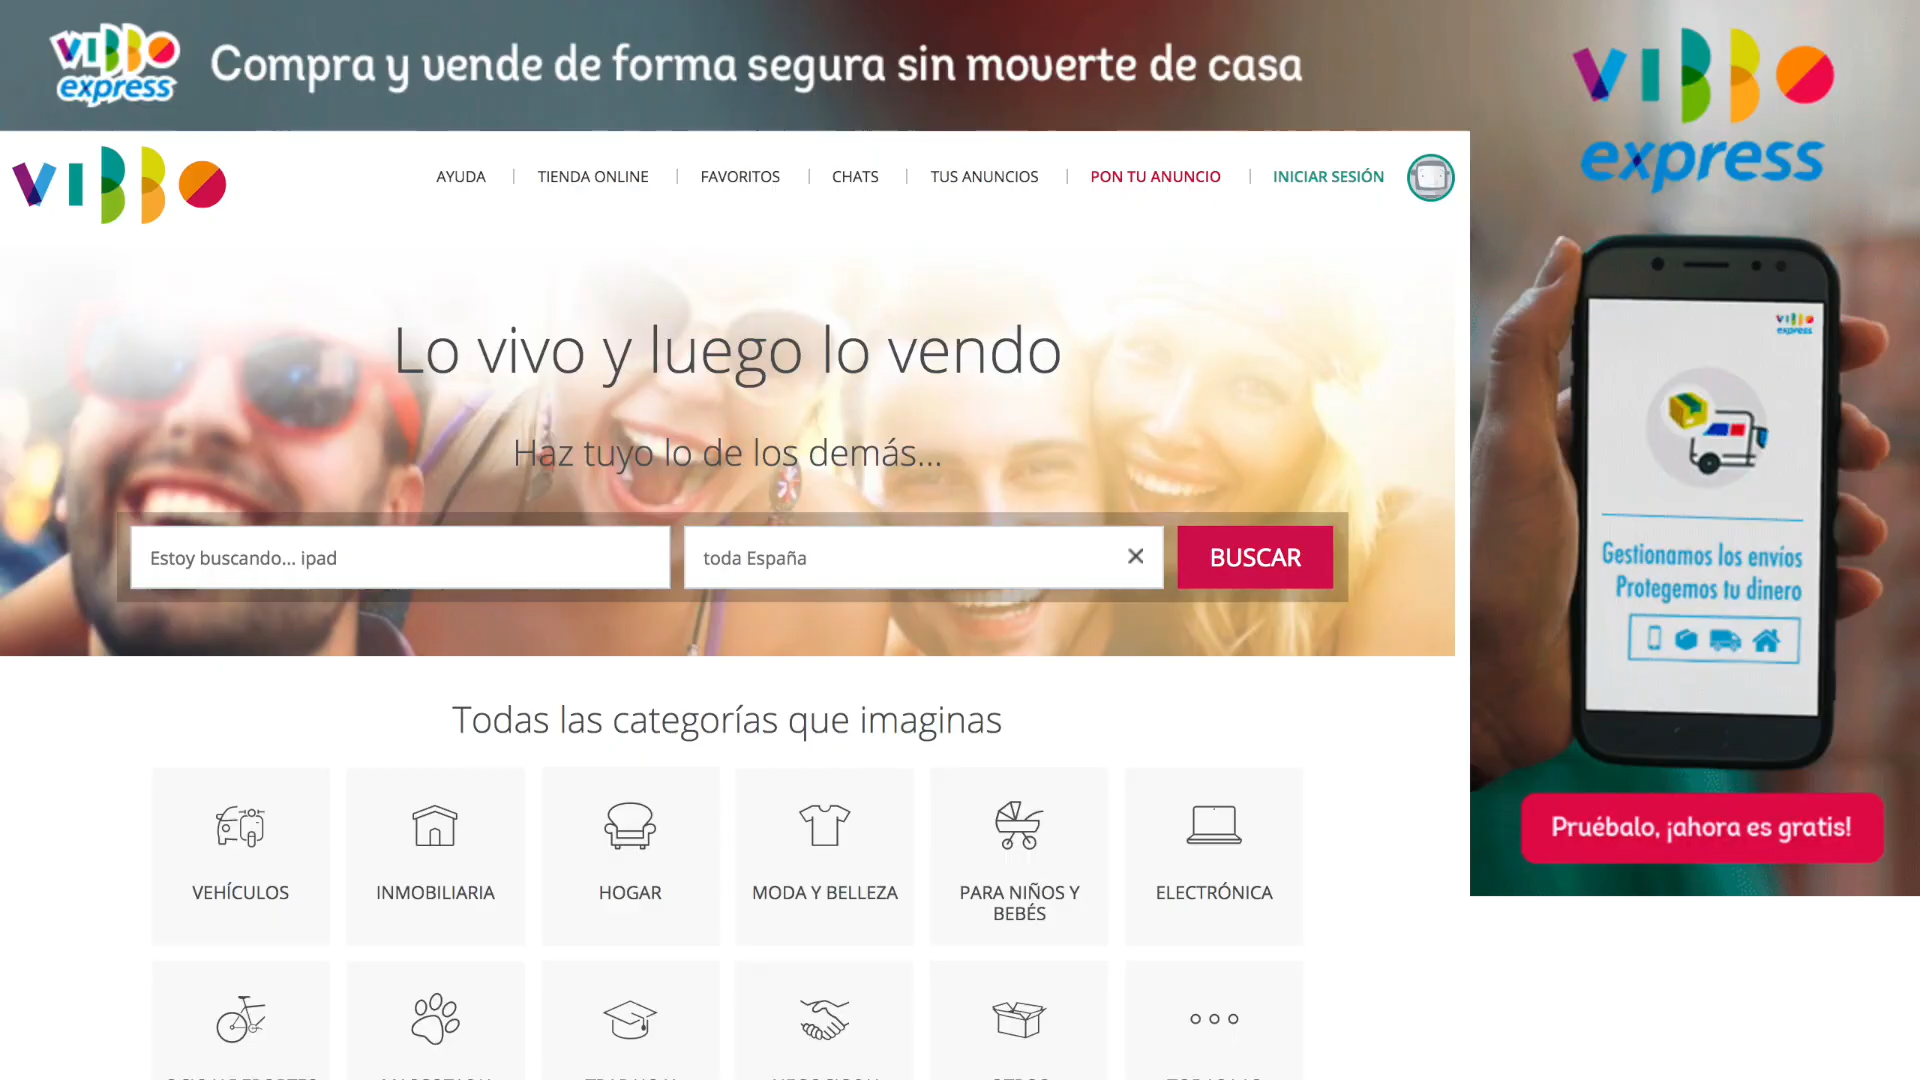 VIBBO
express
Compra y vende de forma segura sin moverte de casa
VIBBO
express
VIBBO
AYUDA
TIENDA ONLINE
FAVORITOS
CHATS
TUS ANUNCIOS
PON TU ANUNCIO
INICIAR SESIÓN
Lo vivo y luego lo vendo
Haz tuyo lo de los demás...
Estoy buscando... ipad
toda España
BUSCAR
VIBBO
express
Gestionamos los envíos
Protegemos tu dinero
Pruébalo, ¡ahora es gratis!
Todas las categorías que imaginas
VEHÍCULOS
INMOBILIARIA
HOGAR
MODA Y BELLEZA
PARA NIÑOS Y
BEBÉS
ELECTRÓNICA